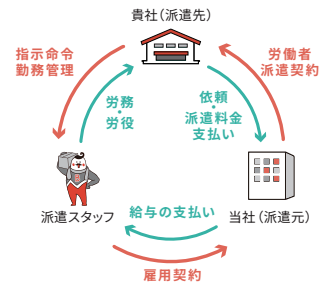 貴社（派遣先）
指示命令
勤務管理
労働者
派遣契約
労務
・
労役
依頼
・
派遣料金
支払い
派遣スタッフ
給与の支払い
当社（派遣元）
雇用契約